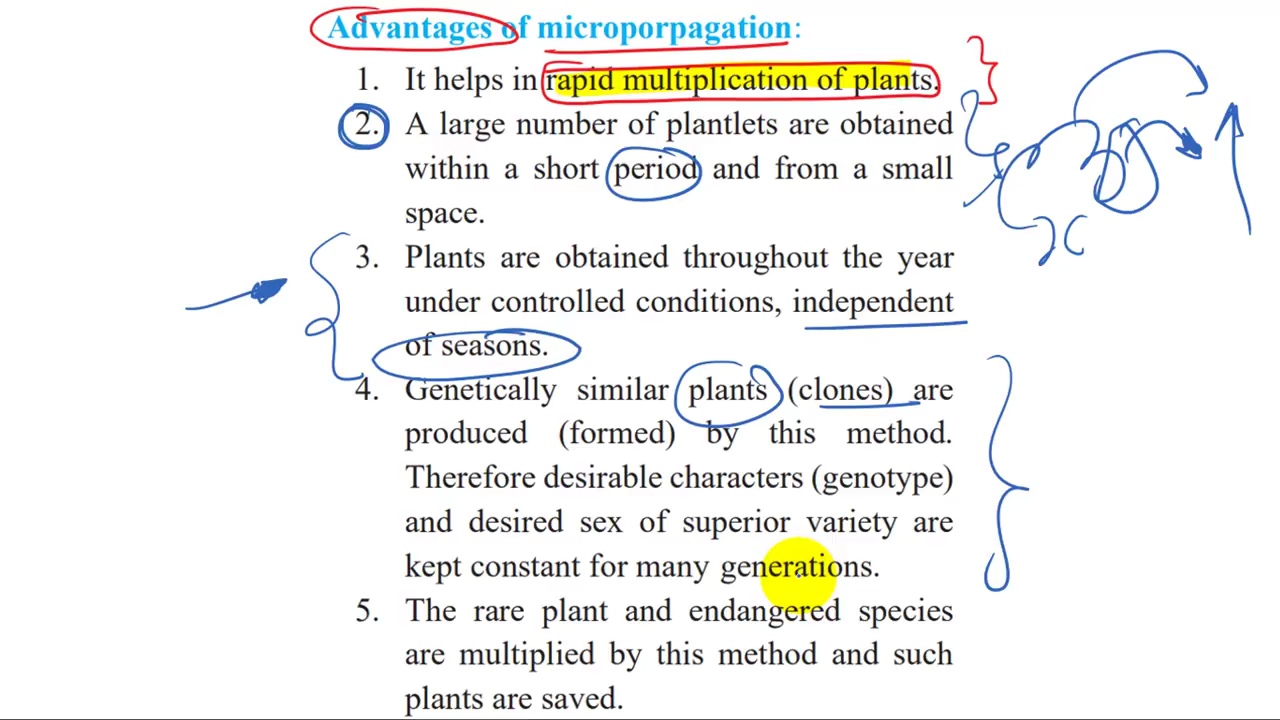 Advantages of microporpagation:
1. It helps in rapid multiplication of plants.
2. A large number of plantlets are obtained
within a short period and from a small
space.
3. Plants are obtained throughout the year
under controlled conditions, independent
of seasons.
4. Genetically similar plants (clones) are
produced (formed) by this method.
Therefore desirable characters (genotype)
and desired sex of superior variety are
kept constant for many generations.
5. The rare plant and endangered species
are multiplied by this method and such
plants are saved.